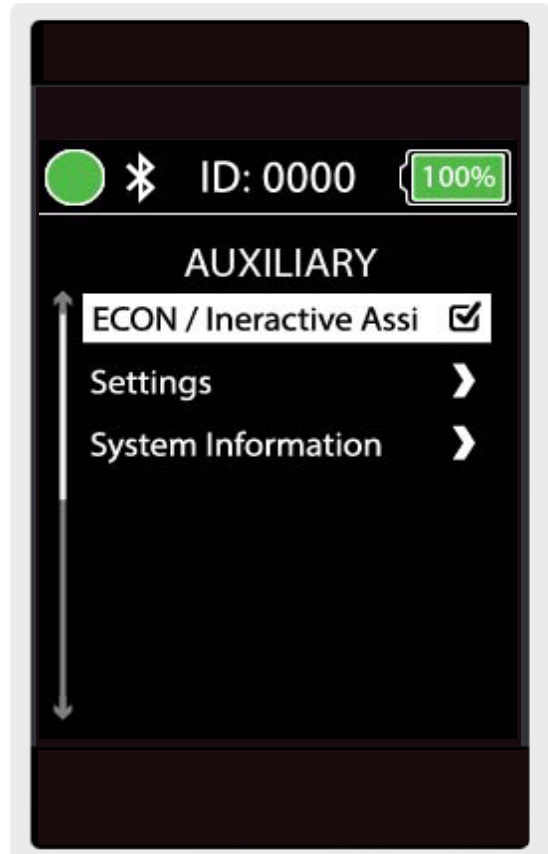 ID: 0000 100%
AUXILIARY
ECON / Ineractive Assi
Settings
System Information